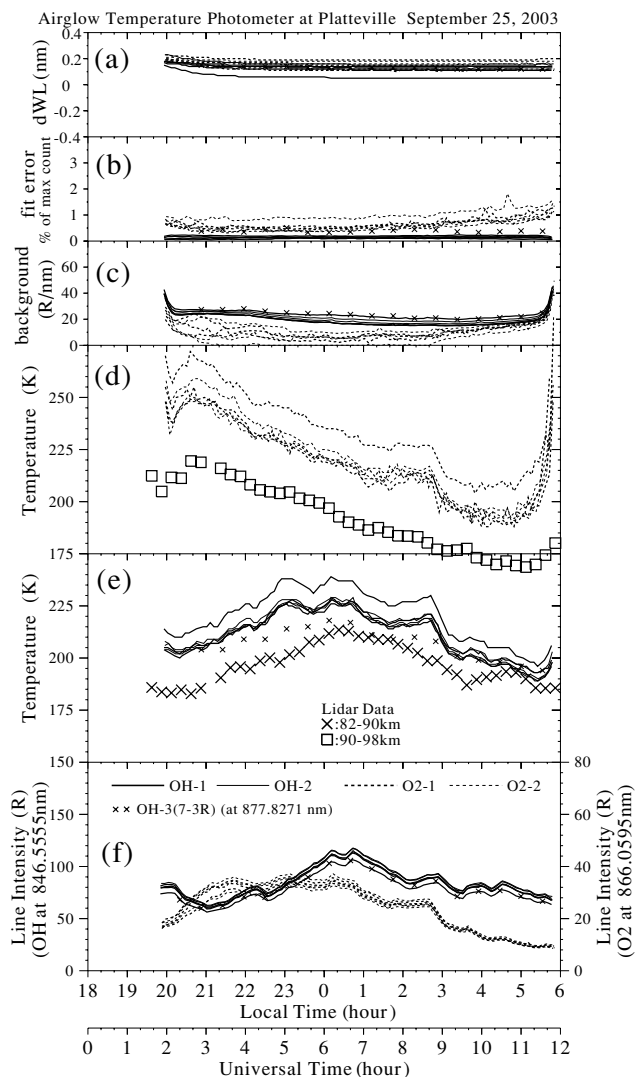 Airglow Temperature Photometer at Platteville September 25, 2003
0.4
0.2
-0.2
-0.4
dWL (nm)
(a)
3
2
1
0
fit error
% of max count
(b)
60
40
20
0
background
(R/nm)
(c)
250
225
200
175
Temperature (K)
(d)
225
200
175
150
Temperature (K)
(e)
Lidar Data
×:82-90km
□:90-98km
OH-1 OH-2 O2-1 O2-2
×× OH-3(7-3R) (at 877.8271 nm)
150
100
50
0
Line Intensity (R)
(OH at 846.5555nm)
(f)
80
60
40
20
0
Line Intensity (R)
(O2 at 866.0595nm)
18 19 20 21 22 23 0 1 2 3 4 5 6
Local Time (hour)
0 1 2 3 4 5 6 7 8 9 10 11 12
Universal Time (hour)